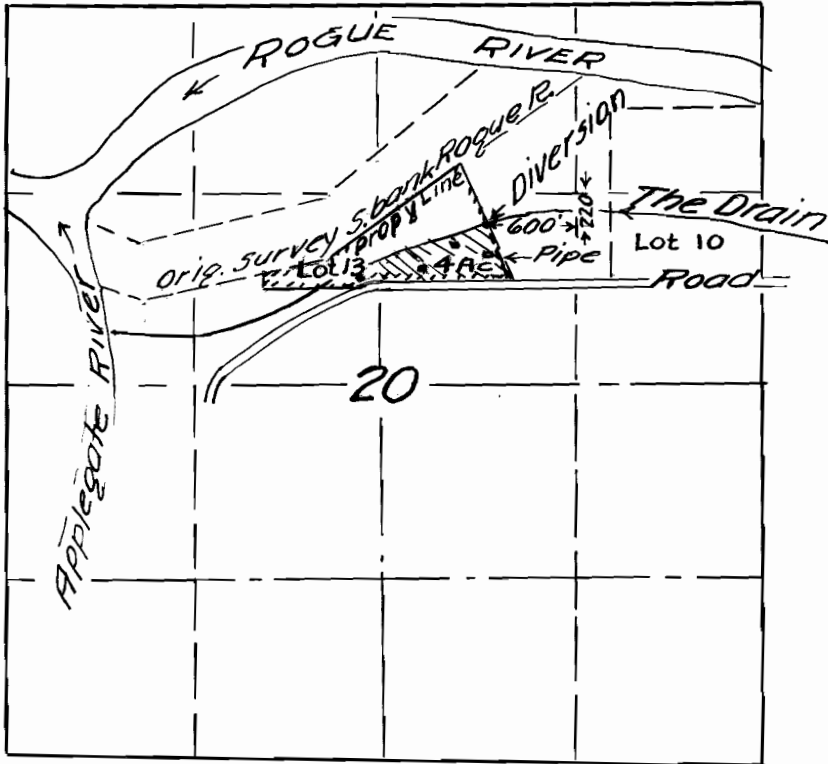 ROGUE RIVER
Orig. Survey S. bank Rogue R.
Prop'y Line
Diversion
600'
220'
The Drain
Lot 10
Lot 13
4 Ac
Pipe
Road
Applegate River
20